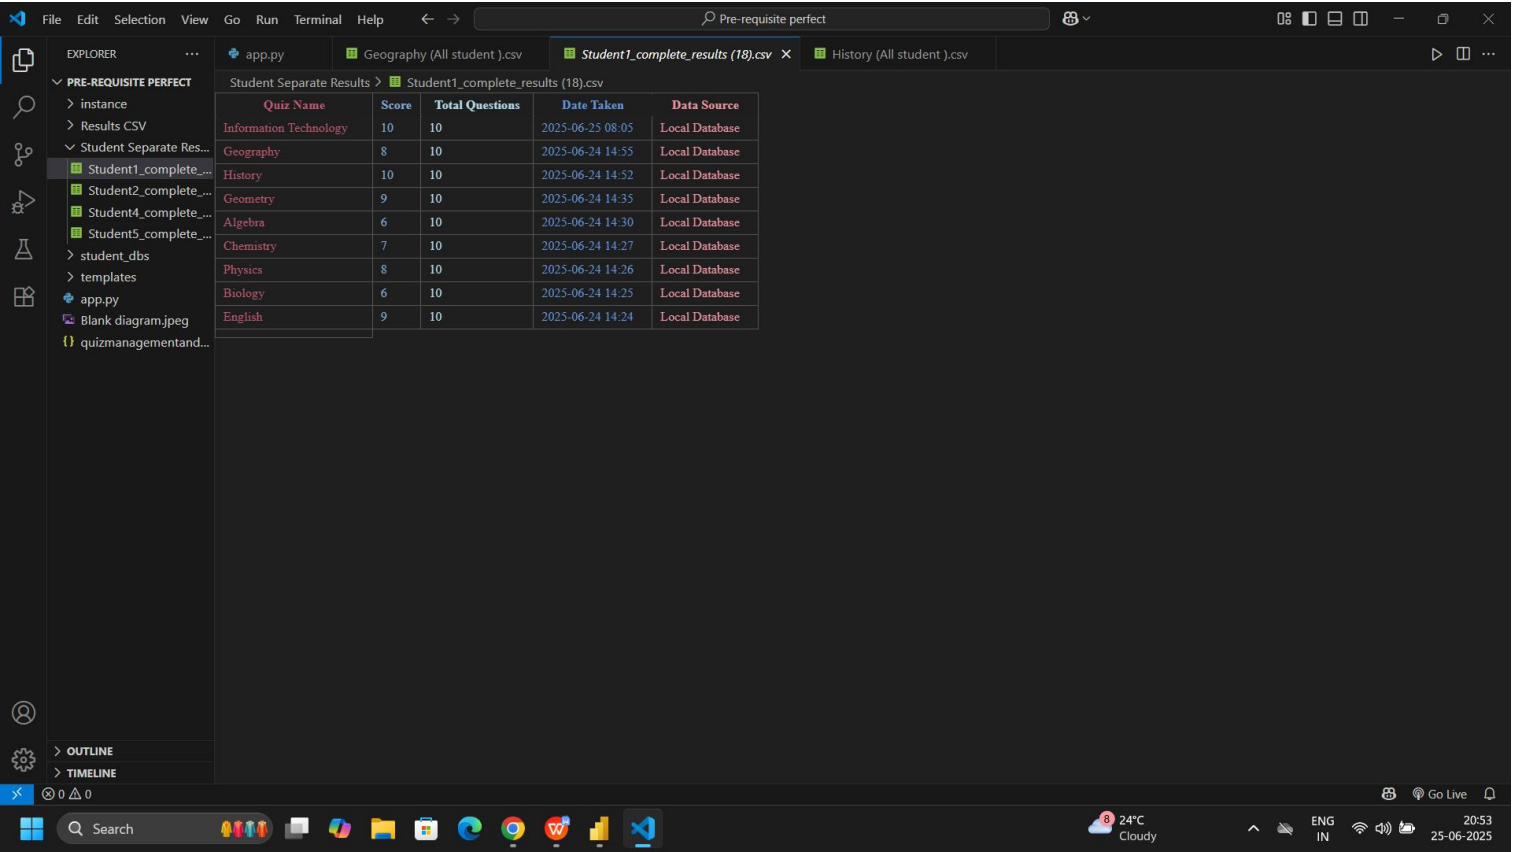 File Edit Selection View Go Run Terminal Help
Pre-requisite perfect
EXPLORER
app.py
Geography (All student ).csv
Student1_complete_results (18).csv
History (All student ).csv
PRE-REQUISITE PERFECT
Student Separate Results > Student1_complete_results (18).csv
instance
Results CSV
Student Separate Res...
Student1_complete_...
Student2_complete_...
Student4_complete_...
Student5_complete_...
student_dbs
templates
app.py
Blank diagram.jpeg
quizmanagementand...
Quiz Name Score Total Questions Date Taken Data Source
Information Technology 10 10 2025-06-25 08:05 Local Database
Geography 8 10 2025-06-24 14:55 Local Database
History 10 10 2025-06-24 14:52 Local Database
Geometry 9 10 2025-06-24 14:35 Local Database
Algebra 6 10 2025-06-24 14:30 Local Database
Chemistry 7 10 2025-06-24 14:27 Local Database
Physics 8 10 2025-06-24 14:26 Local Database
Biology 6 10 2025-06-24 14:25 Local Database
English 9 10 2025-06-24 14:24 Local Database
OUTLINE
TIMELINE
0 0
Go Live
Search
8
24°C
Cloudy
ENG
IN
20:53
25-06-2025